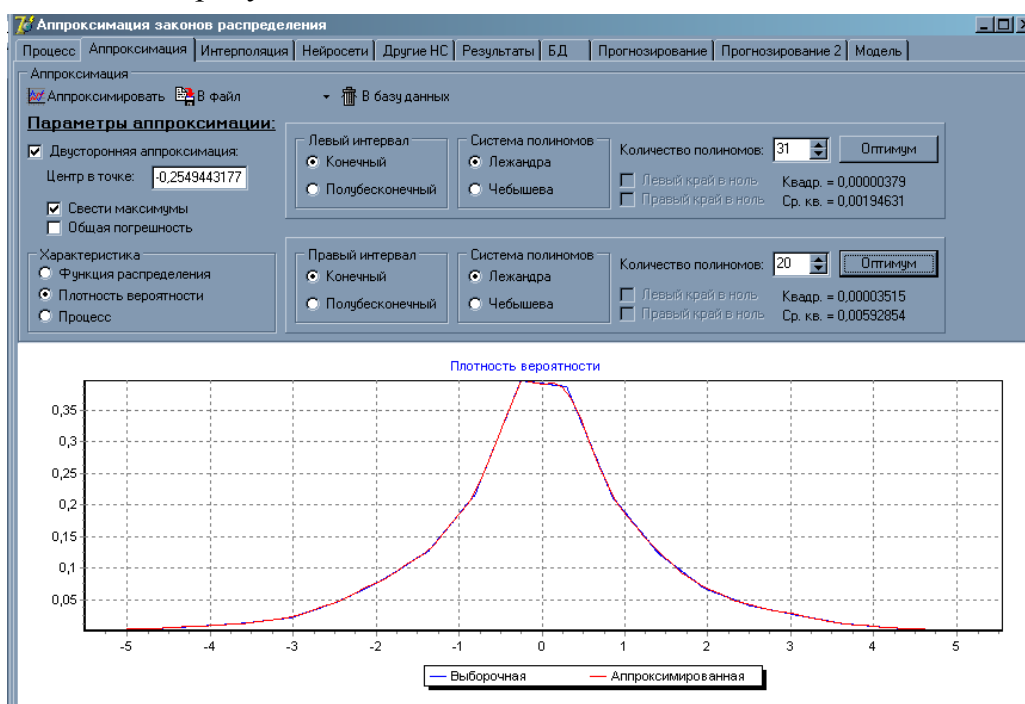 Аппроксимация законов распределения
Процесс Аппроксимация Интерполяция Нейросети Другие НС Результаты БД Прогнозирование Прогнозирование 2 Модель
Аппроксимация
Аппроксимировать В файл В базу данных
Параметры аппроксимации:
Двусторонняя аппроксимация:
Центр в точке: -0,2549443177
Свести максимумы
Общая погрешность
Характеристика
Функция распределения
Плотность вероятности
Процесс
Левый интервал
Конечный
Полубесконечный
Система полиномов
Лежандра
Чебышева
Количество полиномов: 31 Оптимум
Левый край в ноль
Правый край в ноль
Квадр. = 0,00000379
Ср. кв. = 0,00194631
Правый интервал
Конечный
Полубесконечный
Система полиномов
Лежандра
Чебышева
Количество полиномов: 20 Оптимум
Левый край в ноль
Правый край в ноль
Квадр. = 0,00003515
Ср. кв. = 0,00592854
Плотность вероятности
0,35
0,3
0,25
0,2
0,15
0,1
0,05
-5 -4 -3 -2 -1 0 1 2 3 4 5
Выборочная Аппроксимированная